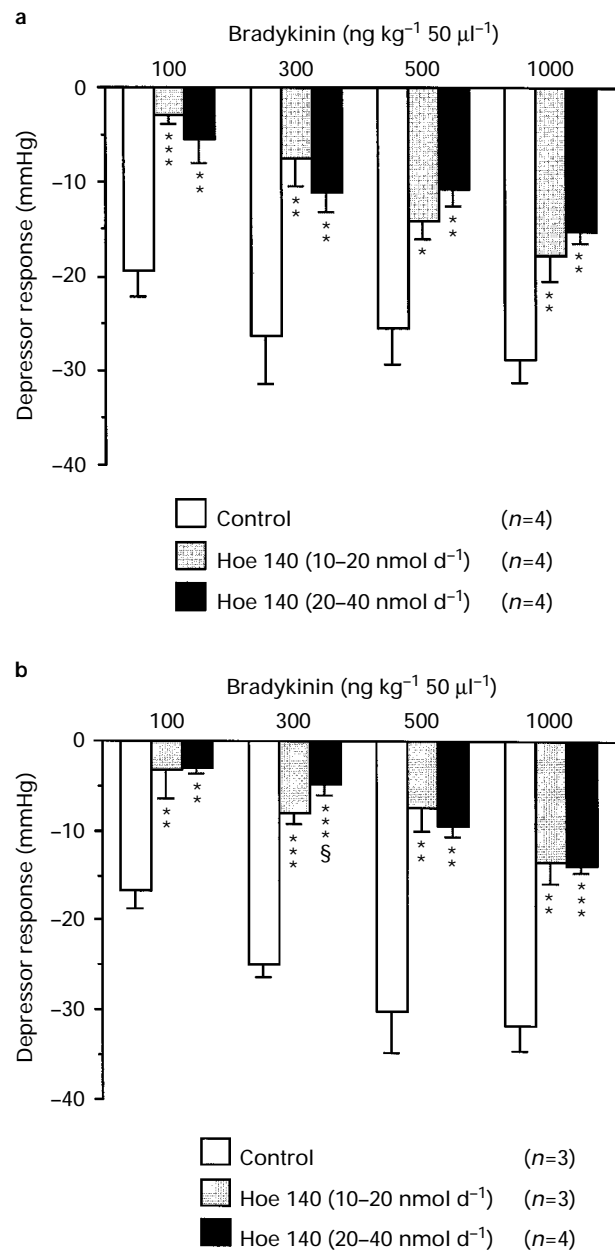 a
Bradykinin (ng kg⁻¹ 50 μl⁻¹)
100 300 500 1000
0
−10
−20
−30
−40
Depressor response (mmHg)
*** ** ** ** * ** ** **
Control (n=4)
Hoe 140 (10–20 nmol d⁻¹) (n=4)
Hoe 140 (20–40 nmol d⁻¹) (n=4)
b
Bradykinin (ng kg⁻¹ 50 μl⁻¹)
100 300 500 1000
0
−10
−20
−30
−40
Depressor response (mmHg)
** ** *** ***§ ** ** ** ***
Control (n=3)
Hoe 140 (10–20 nmol d⁻¹) (n=3)
Hoe 140 (20–40 nmol d⁻¹) (n=4)